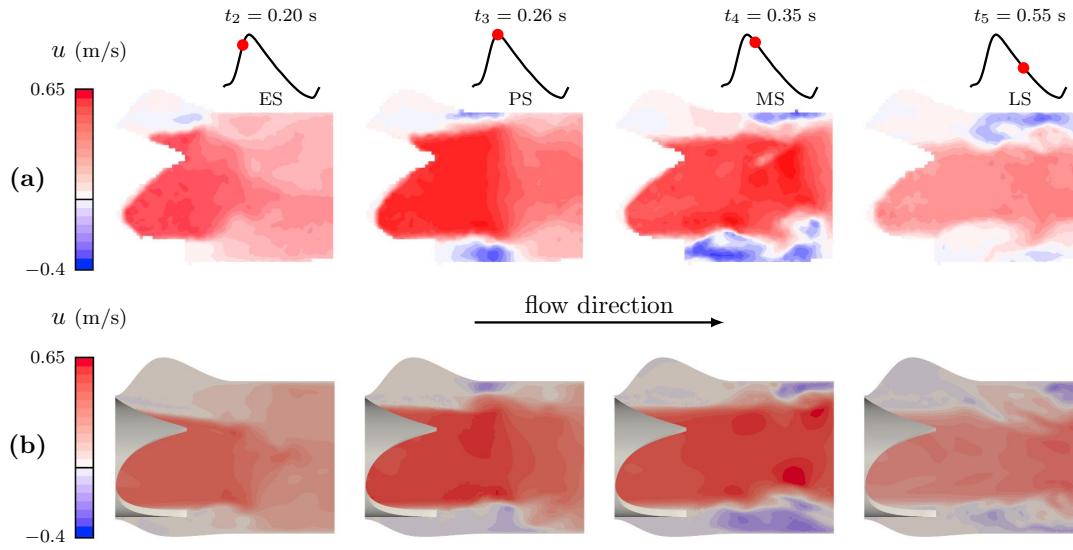 t₂ = 0.20 s
t₃ = 0.26 s
t₄ = 0.35 s
t₅ = 0.55 s
u (m/s)
0.65
ES
PS
MS
LS
(a)
−0.4
u (m/s)
flow direction
0.65
(b)
−0.4